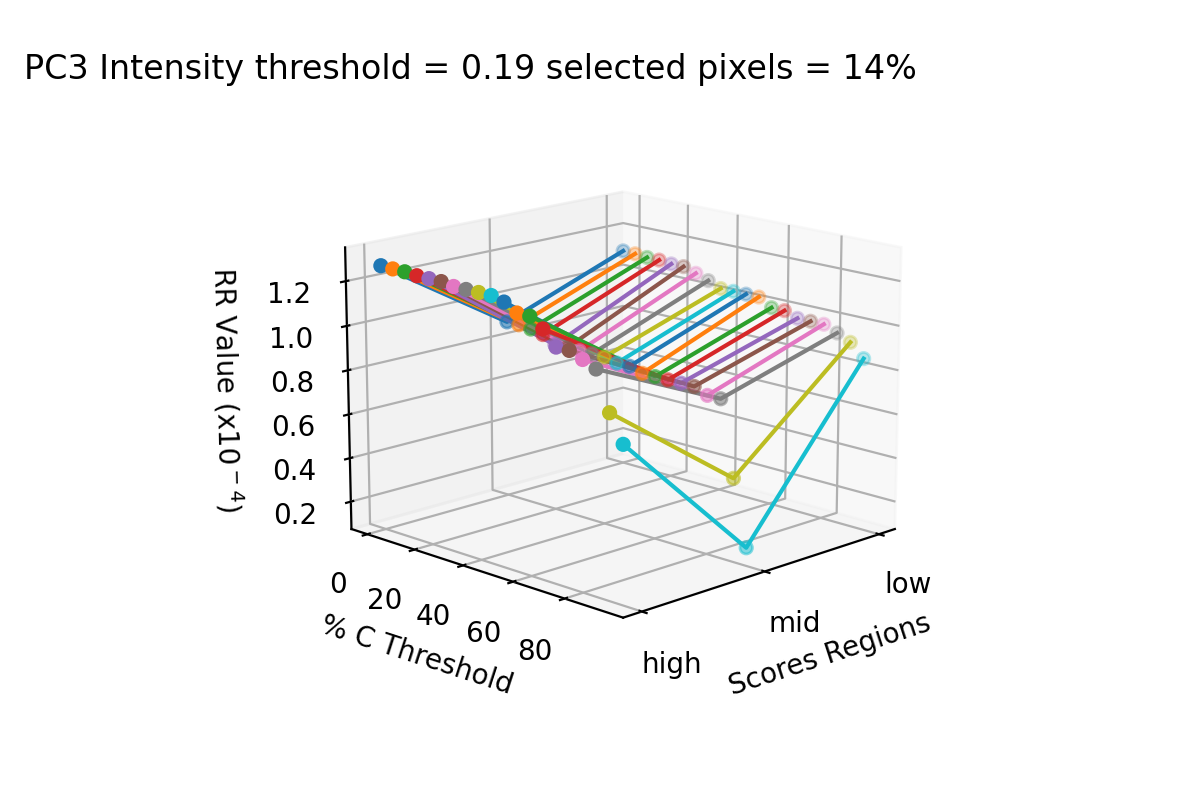 PC3 Intensity threshold = 0.19 selected pixels = 14%
RR Value (x10⁻⁴)
1.2
1.0
0.8
0.6
0.4
0.2
0
20
40
60
80
% C Threshold
high
mid
low
Scores Regions